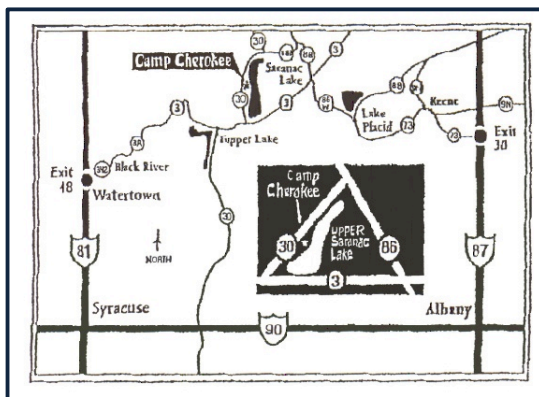 30
186
86
3
Camp Cherokee
Saranac
Lake
30
3
86
Lake
Placid
Keene
9N
73
73
Exit
30
3
Tupper Lake
Black River
Exit
48
Watertown
30
81
NORTH
87
Syracuse
Albany
90
Camp
Cherokee
UPPER
Saranac
Lake
30
86
3